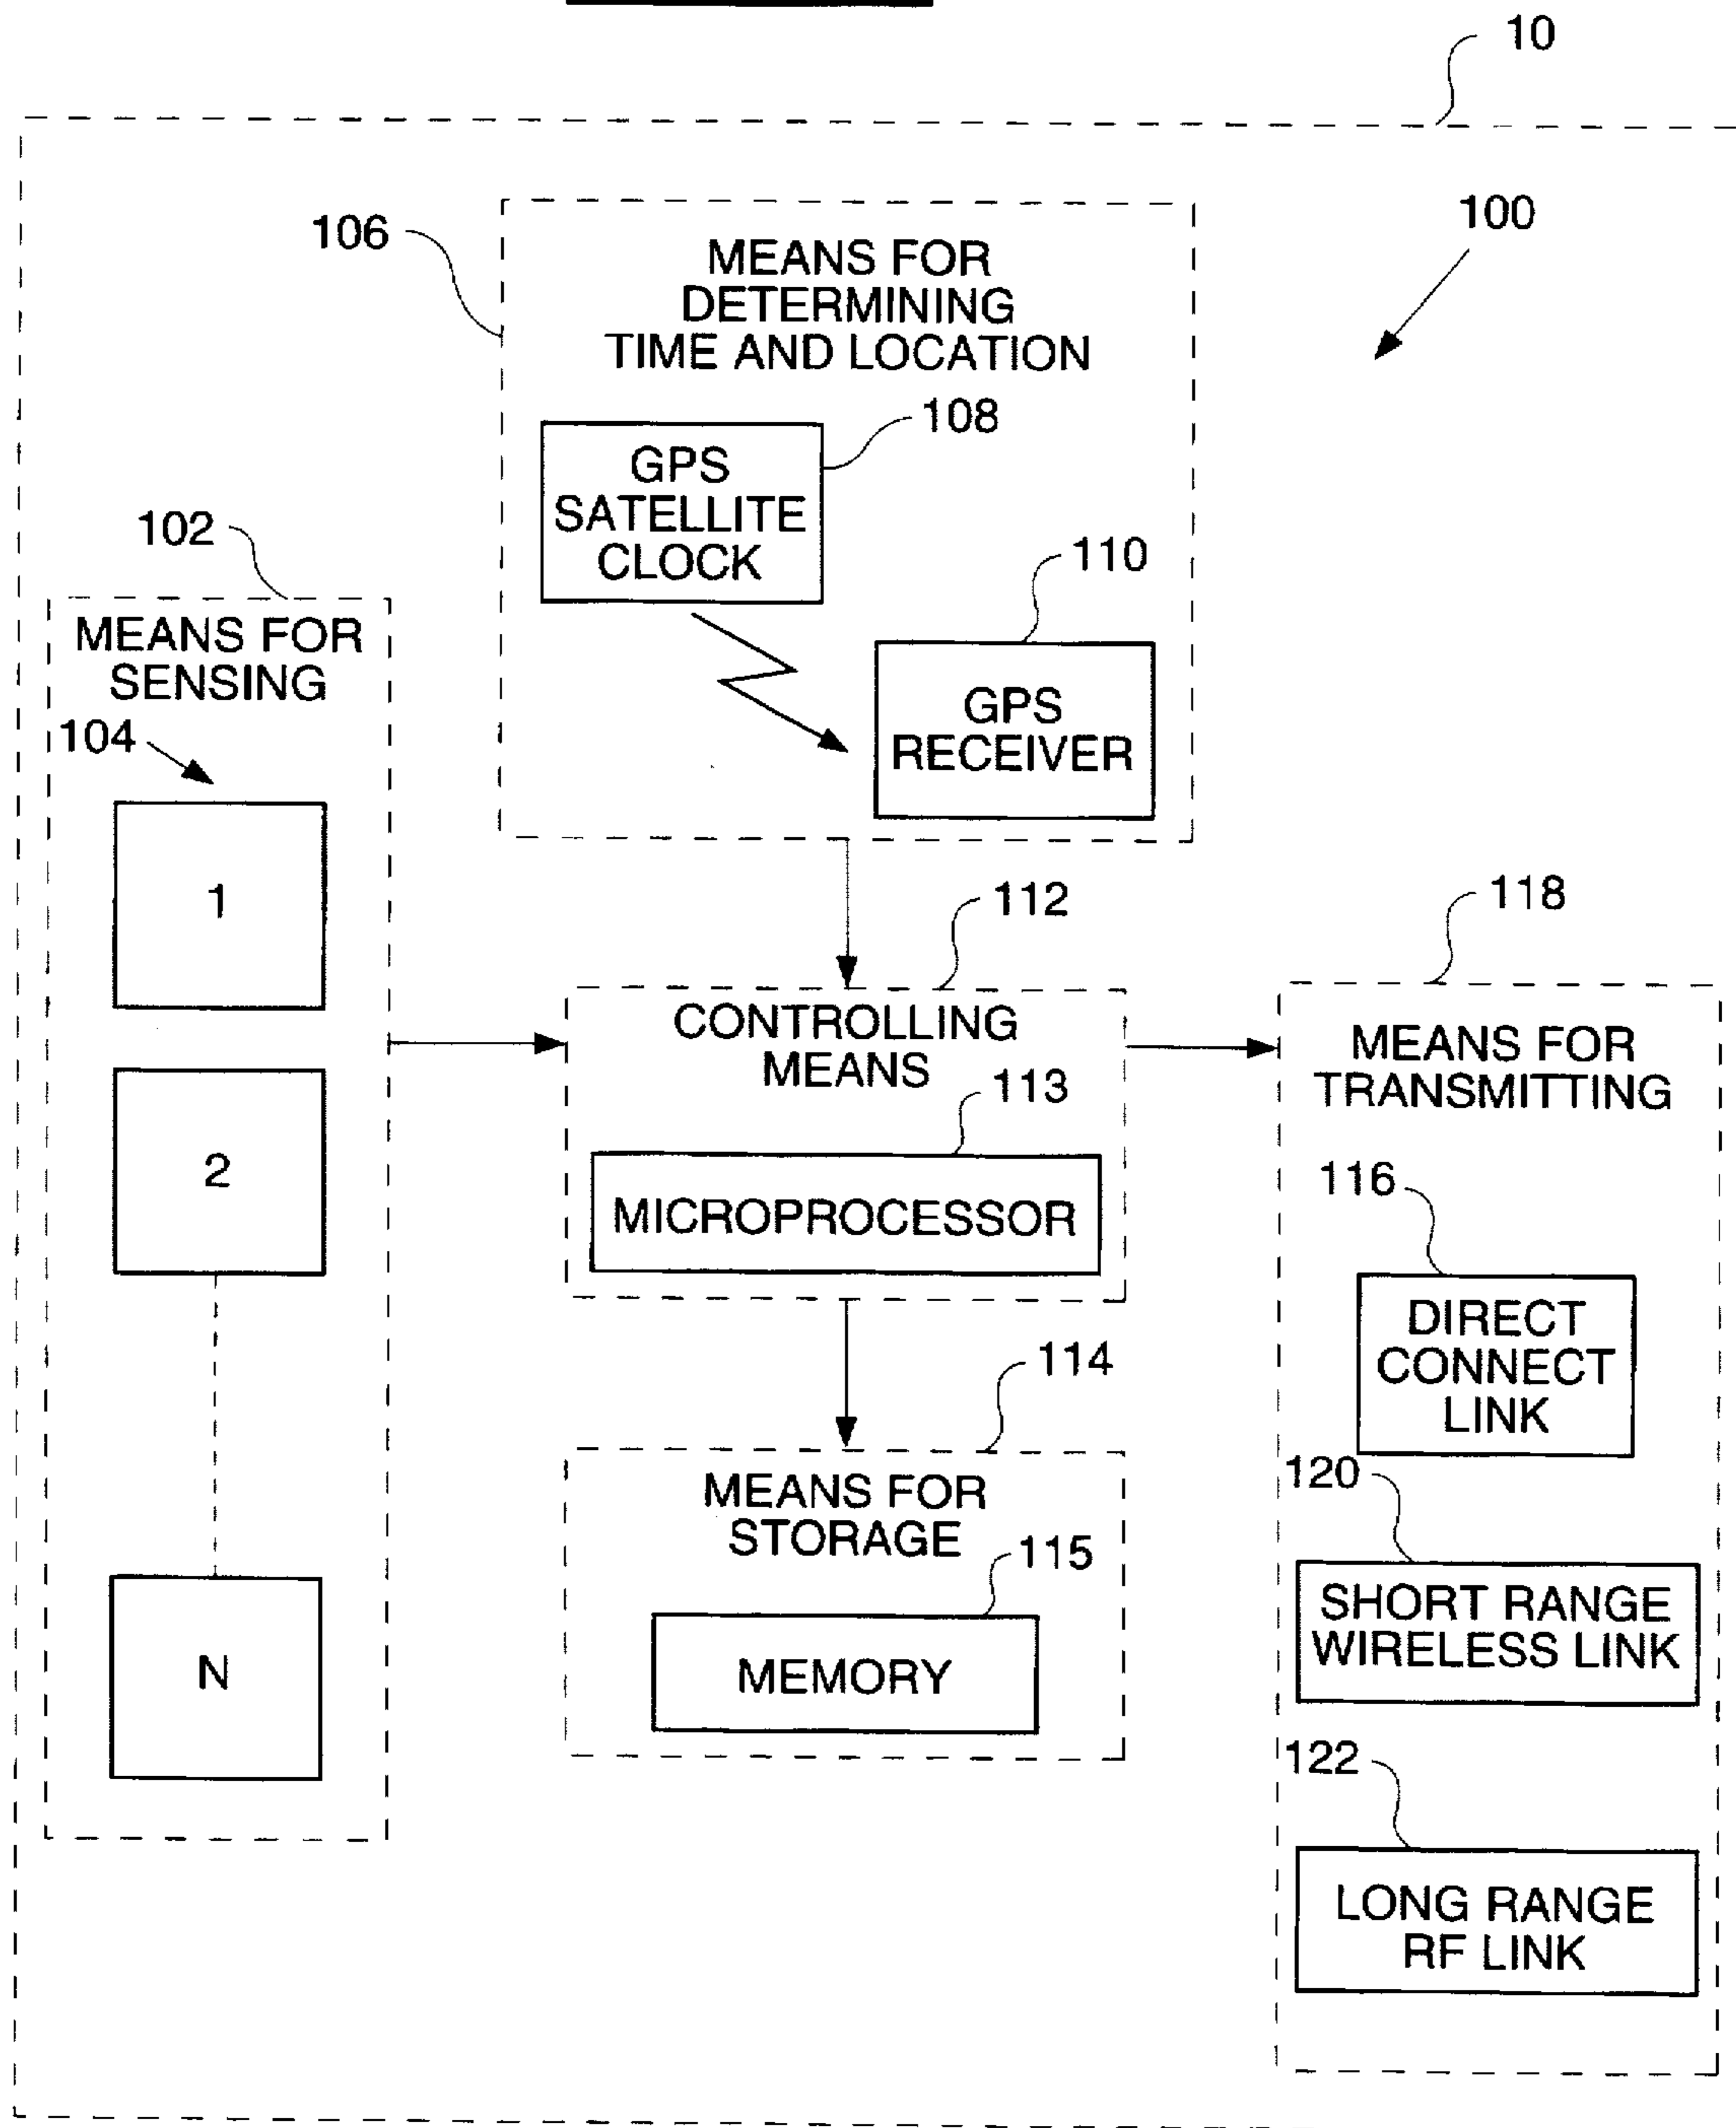 10
100
106
MEANS FOR
DETERMINING
TIME AND LOCATION
108
GPS
SATELLITE
CLOCK
110
GPS
RECEIVER
102
MEANS FOR
SENSING
104
1
2
N
112
CONTROLLING
MEANS
113
MICROPROCESSOR
114
MEANS FOR
STORAGE
115
MEMORY
118
MEANS FOR
TRANSMITTING
116
DIRECT
CONNECT
LINK
120
SHORT RANGE
WIRELESS LINK
122
LONG RANGE
RF LINK